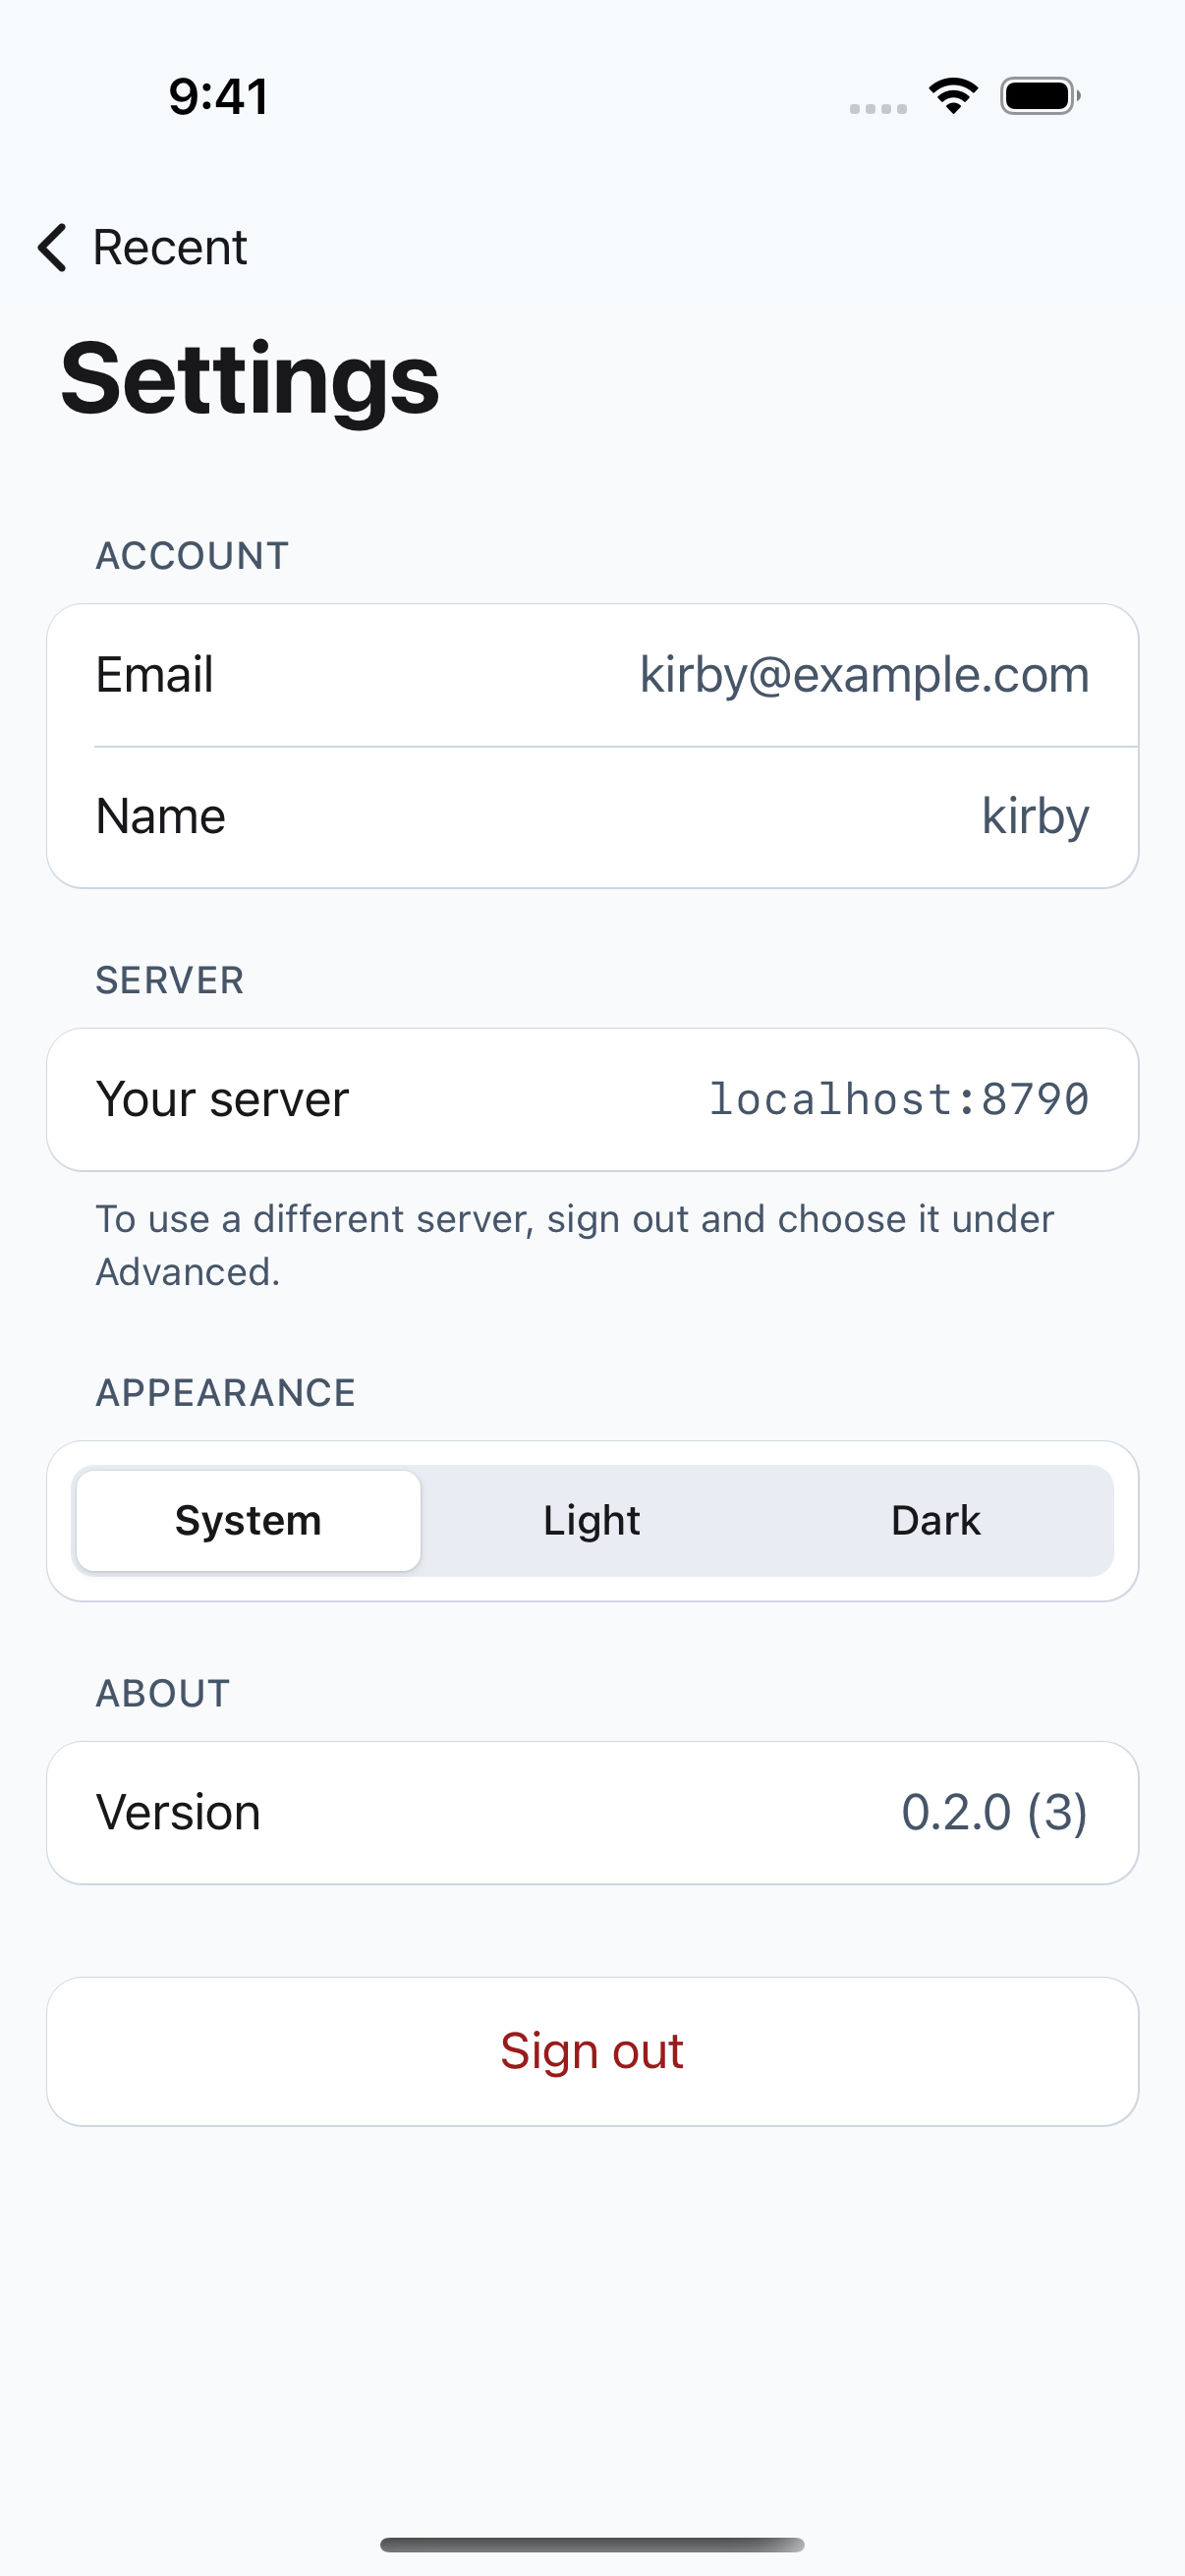 9:41
Recent
Settings
ACCOUNT
Email kirby@example.com
Name kirby
SERVER
Your server localhost:8790
To use a different server, sign out and choose it under
Advanced.
APPEARANCE
System Light Dark
ABOUT
Version 0.2.0 (3)
Sign out